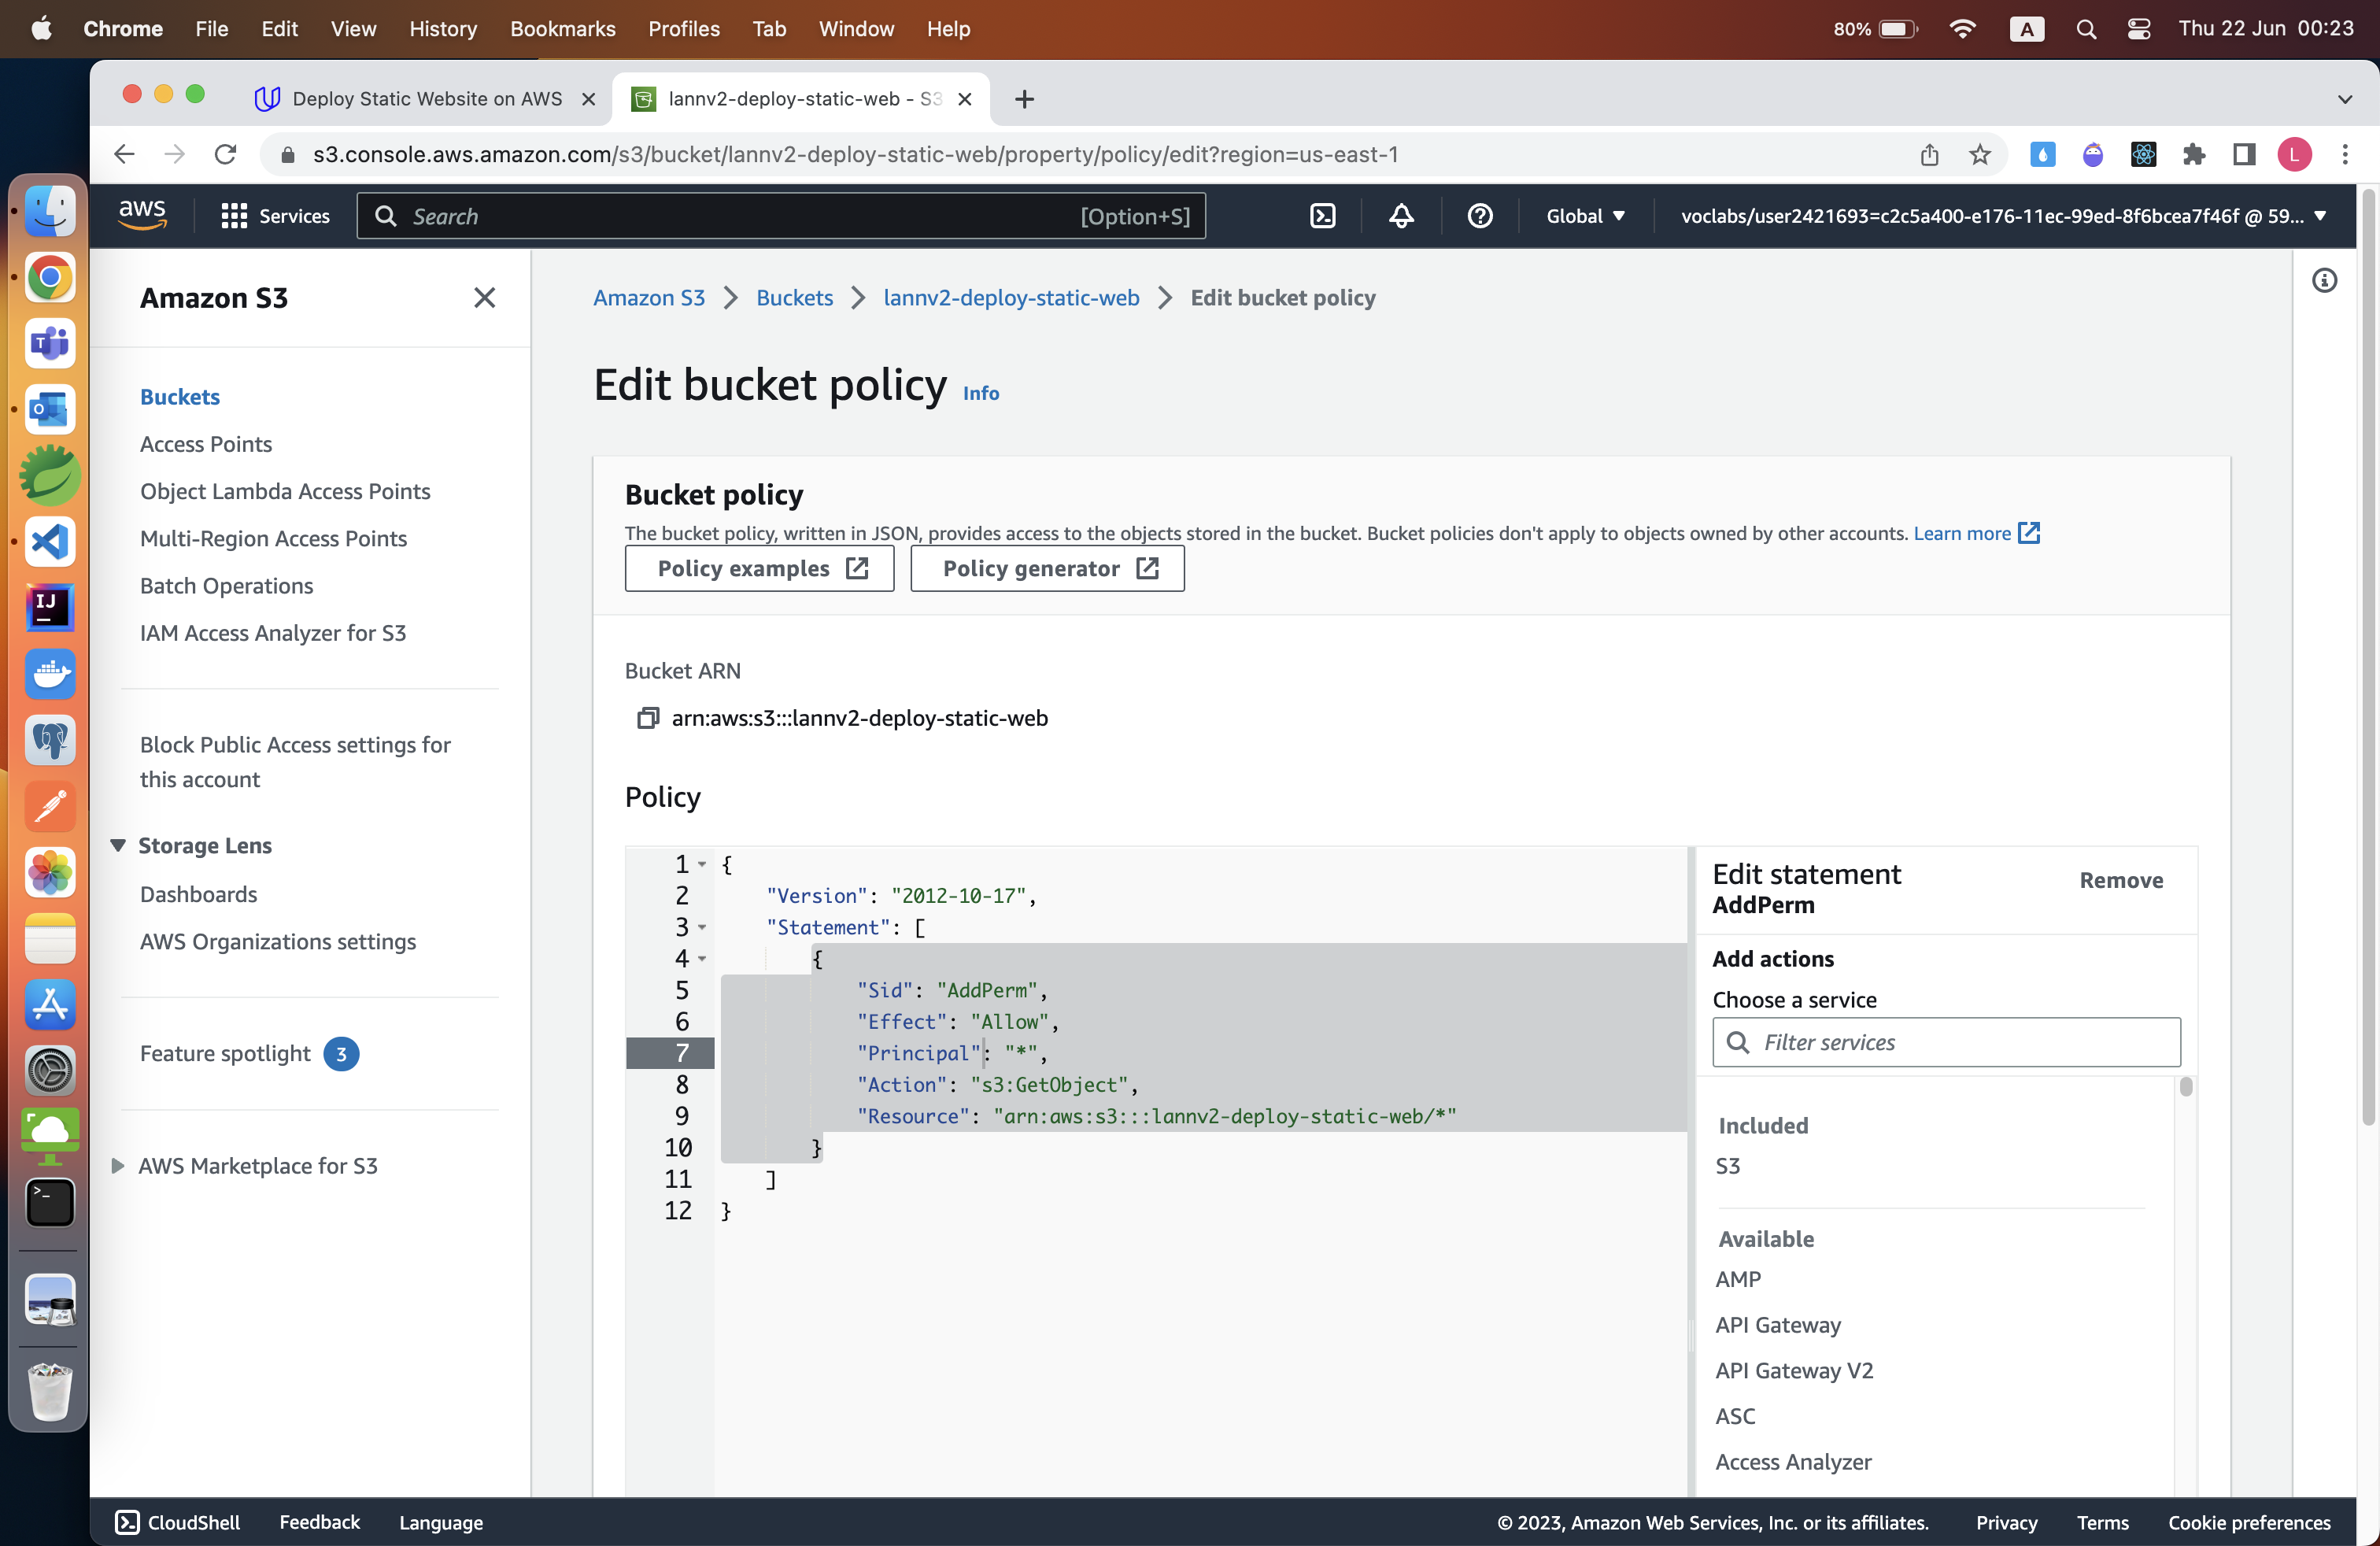 Chrome File Edit View History Bookmarks Profiles Tab Window Help 80% A Thu 22 Jun 00:23
Deploy Static Website on AWS
lannv2-deploy-static-web - S3
s3.console.aws.amazon.com/s3/bucket/lannv2-deploy-static-web/property/policy/edit?region=us-east-1
L
aws Services Search [Option+S] Global voclabs/user2421693=c2c5a400-e176-11ec-99ed-8f6bcea7f46f @ 59...
Amazon S3
Buckets
Access Points
Object Lambda Access Points
Multi-Region Access Points
Batch Operations
IAM Access Analyzer for S3
Block Public Access settings for
this account
Storage Lens
Dashboards
AWS Organizations settings
Feature spotlight 3
AWS Marketplace for S3
Amazon S3 > Buckets > lannv2-deploy-static-web > Edit bucket policy
Edit bucket policy Info
Bucket policy
The bucket policy, written in JSON, provides access to the objects stored in the bucket. Bucket policies don't apply to objects owned by other accounts. Learn more
Policy examples
Policy generator
Bucket ARN
arn:aws:s3:::lannv2-deploy-static-web
Policy
1 {
2 "Version": "2012-10-17",
3 "Statement": [
4 {
5 "Sid": "AddPerm",
6 "Effect": "Allow",
7 "Principal": "*",
8 "Action": "s3:GetObject",
9 "Resource": "arn:aws:s3:::lannv2-deploy-static-web/*"
10 }
11 ]
12 }
Edit statement
AddPerm
Remove
Add actions
Choose a service
Filter services
Included
S3
Available
AMP
API Gateway
API Gateway V2
ASC
Access Analyzer
CloudShell Feedback Language © 2023, Amazon Web Services, Inc. or its affiliates. Privacy Terms Cookie preferences
T
O
IJ
>_